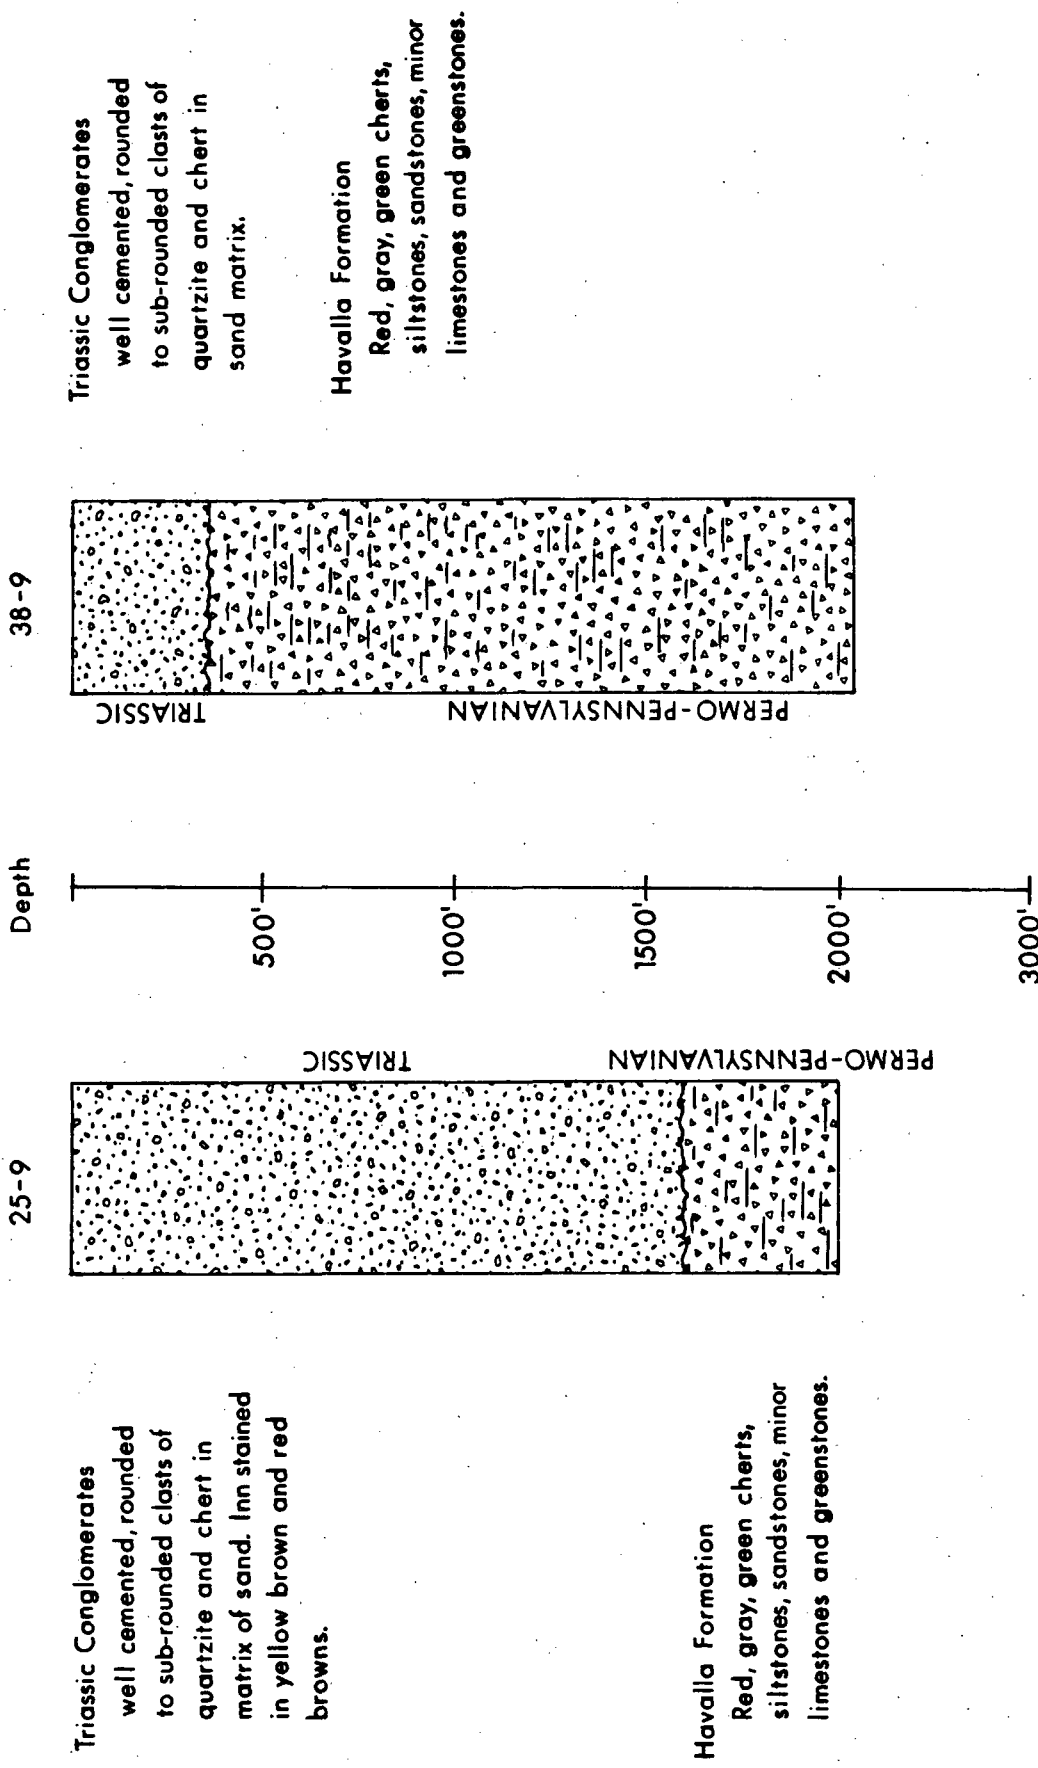 25-9
Depth
38-9
Triassic Conglomerates
well cemented, rounded
to sub-rounded clasts of
quartzite and chert in
matrix of sand. Inn stained
in yellow brown and red
browns.
Havalla Formation
Red, gray, green cherts,
siltstones, sandstones, minor
limestones and greenstones.
TRIASSIC
PERMO-PENNSYLVANIAN
500'
1000'
1500'
2000'
3000'
TRIASSIC
PERMO-PENNSYLVANIAN
Triassic Conglomerates
well cemented, rounded
to sub-rounded clasts of
quartzite and chert in
sand matrix.
Havalla Formation
Red, gray, green cherts,
siltstones, sandstones, minor
limestones and greenstones.